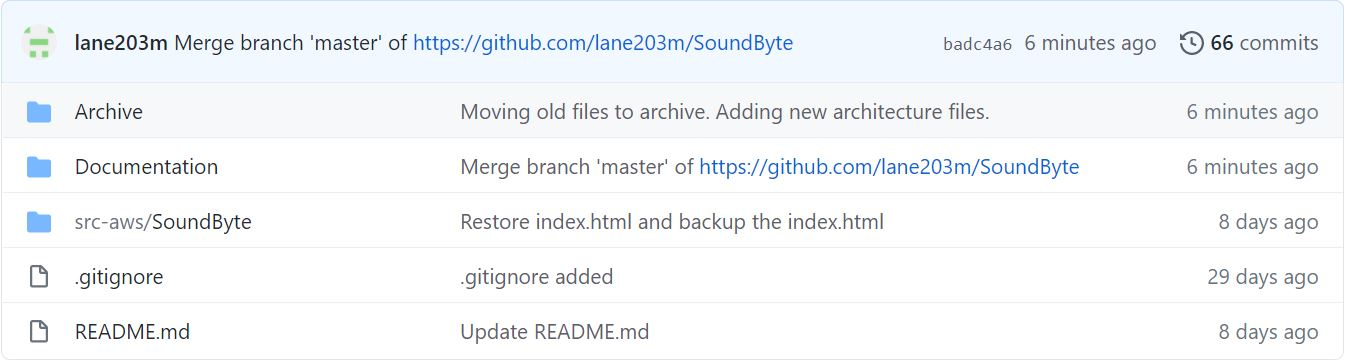 lane203m Merge branch 'master' of https://github.com/lane203m/SoundByte badc4a6 6 minutes ago 66 commits
Archive Moving old files to archive. Adding new architecture files. 6 minutes ago
Documentation Merge branch 'master' of https://github.com/lane203m/SoundByte 6 minutes ago
src-aws/SoundByte Restore index.html and backup the index.html 8 days ago
.gitignore .gitignore added 29 days ago
README.md Update README.md 8 days ago